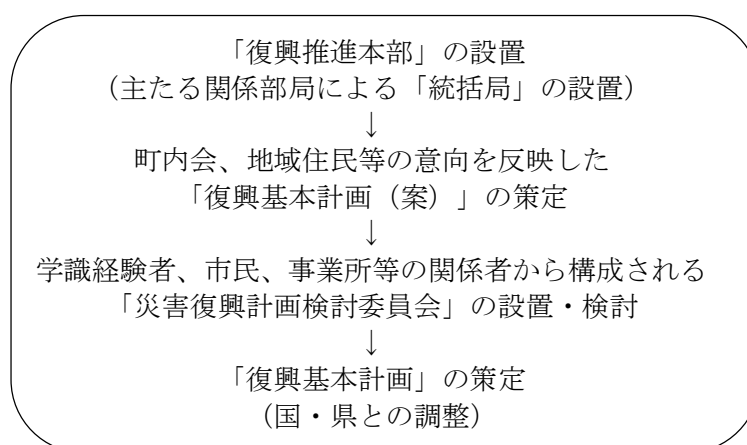 「復興推進本部」の設置
（主たる関係部局による「統括局」の設置）
↓
町内会、地域住民等の意向を反映した
「復興基本計画（案）」の策定
↓
学識経験者、市民、事業所等の関係者から構成される
「災害復興計画検討委員会」の設置・検討
↓
「復興基本計画」の策定
（国・県との調整）